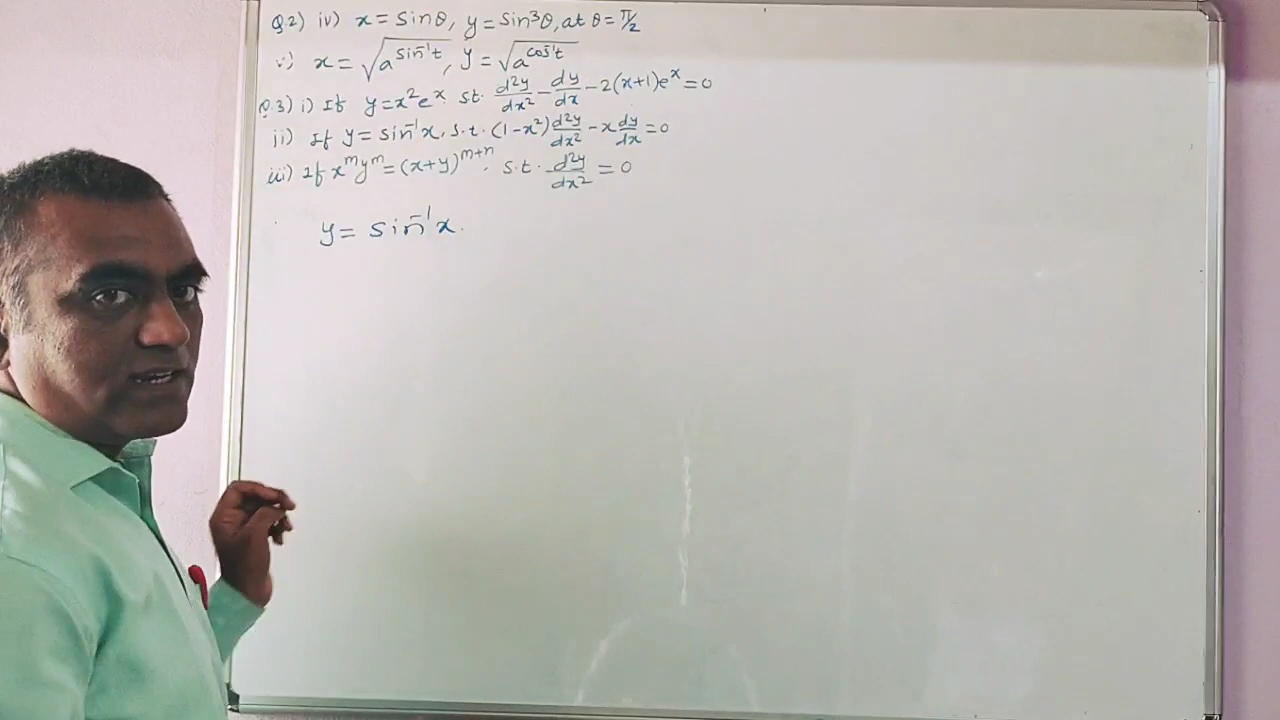 Q.2) iv) x = sinθ, y = sin³θ, at θ = π/2
v) x = √(a^(sin⁻¹t)), y = √(a^(cos⁻¹t))
Q.3) i) If y = x²eˣ s.t. d²y/dx² - dy/dx - 2(x+1)eˣ = 0
ii) If y = sin⁻¹x, s.t. (1-x²) d²y/dx² - x dy/dx = 0
iii) If xᵐyᵐ = (x+y)ᵐ⁺ⁿ, s.t. d²y/dx² = 0
y = sin⁻¹x.